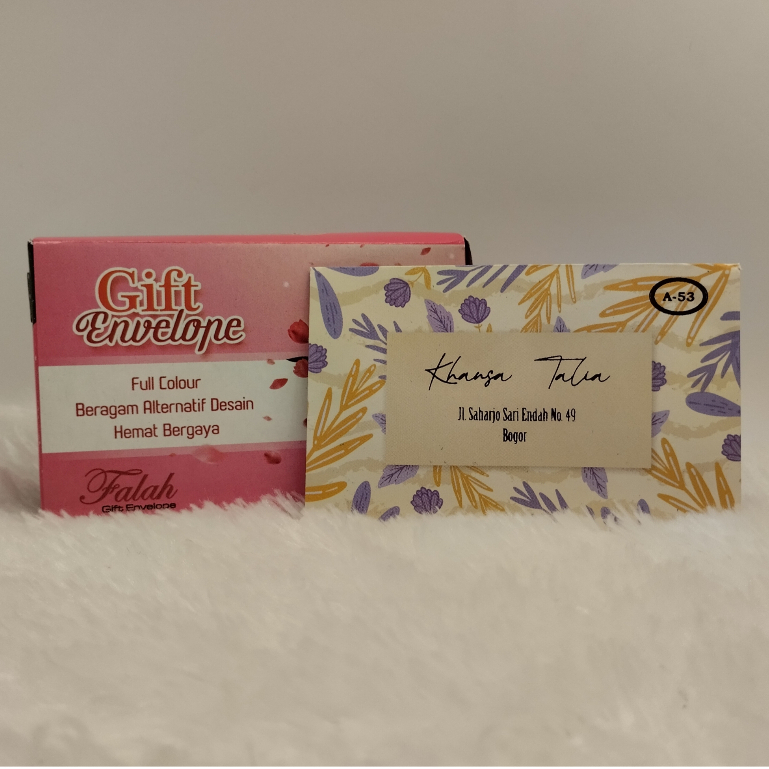 Gift
Envelope
Full Colour
Beragam Alternatif Desain
Hemat Bergaya
Falah
Gift Envelope
A-53
Khansa Talia
Jl. Saharjo Sari Endah No. 49
Bogor